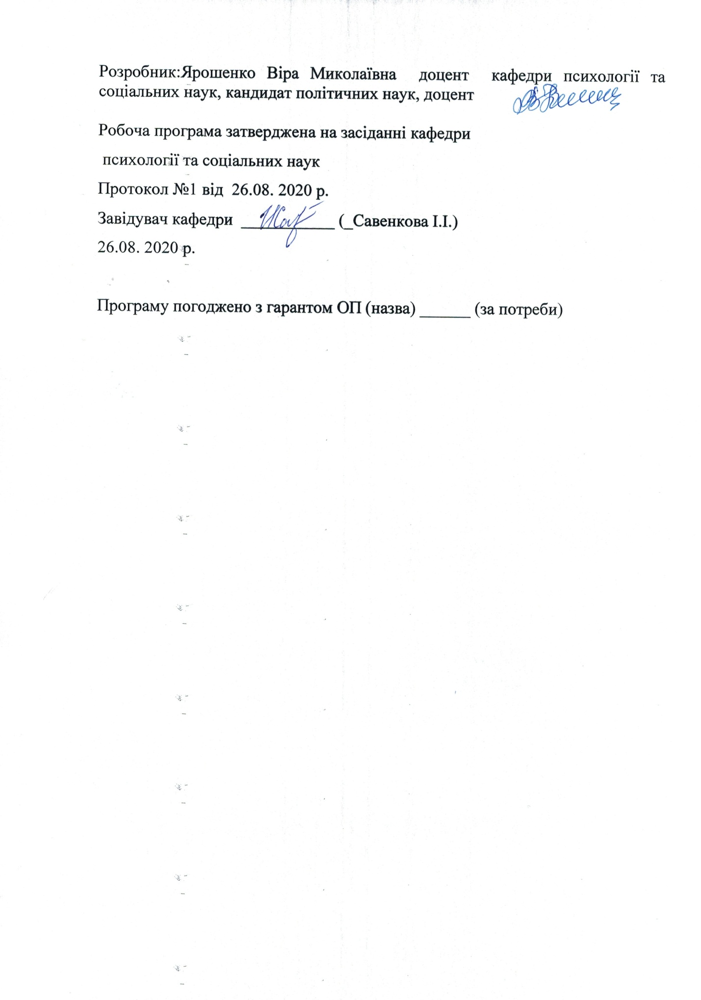 Розробник:Ярошенко Віра Миколаївна доцент кафедри психології та
соціальних наук, кандидат політичних наук, доцент
Робоча програма затверджена на засіданні кафедри
психології та соціальних наук
Протокол №1 від 26.08. 2020 р.
Завідувач кафедри ___________ (_Савенкова І.І.)
26.08. 2020 р.
Програму погоджено з гарантом ОП (назва) ______ (за потреби)